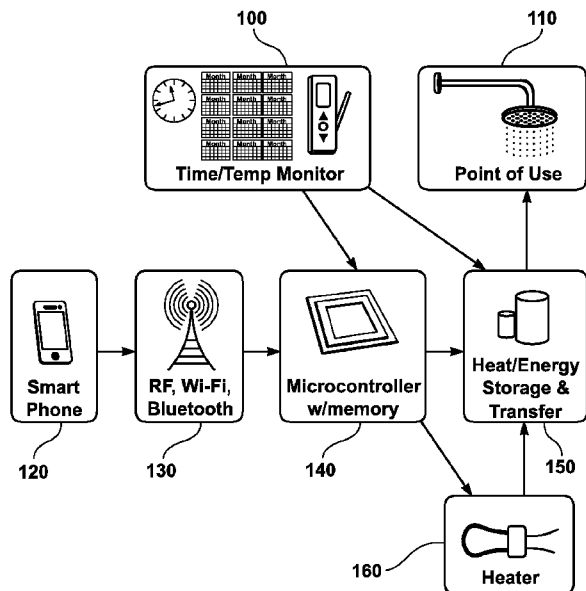 100
110
Month Month Month
Month Month Month
Month Month Month
Month Month Month
Time/Temp Monitor
Point of Use
Smart
Phone
RF, Wi-Fi,
Bluetooth
Microcontroller
w/memory
Heat/Energy
Storage &
Transfer
120
130
140
150
160
Heater